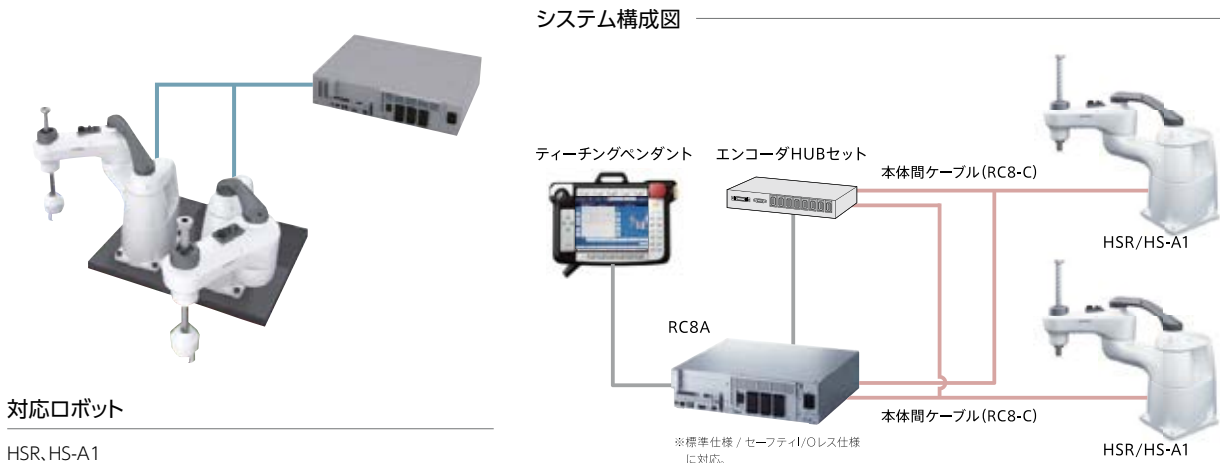 システム構成図
ティーチングペンダント
エンコーダHUBセット
本体間ケーブル(RC8-C)
HSR/HS-A1
RC8A
本体間ケーブル(RC8-C)
※標準仕様 / セーフティI/Oレス仕様
に対応。
HSR/HS-A1
対応ロボット
HSR、HS-A1